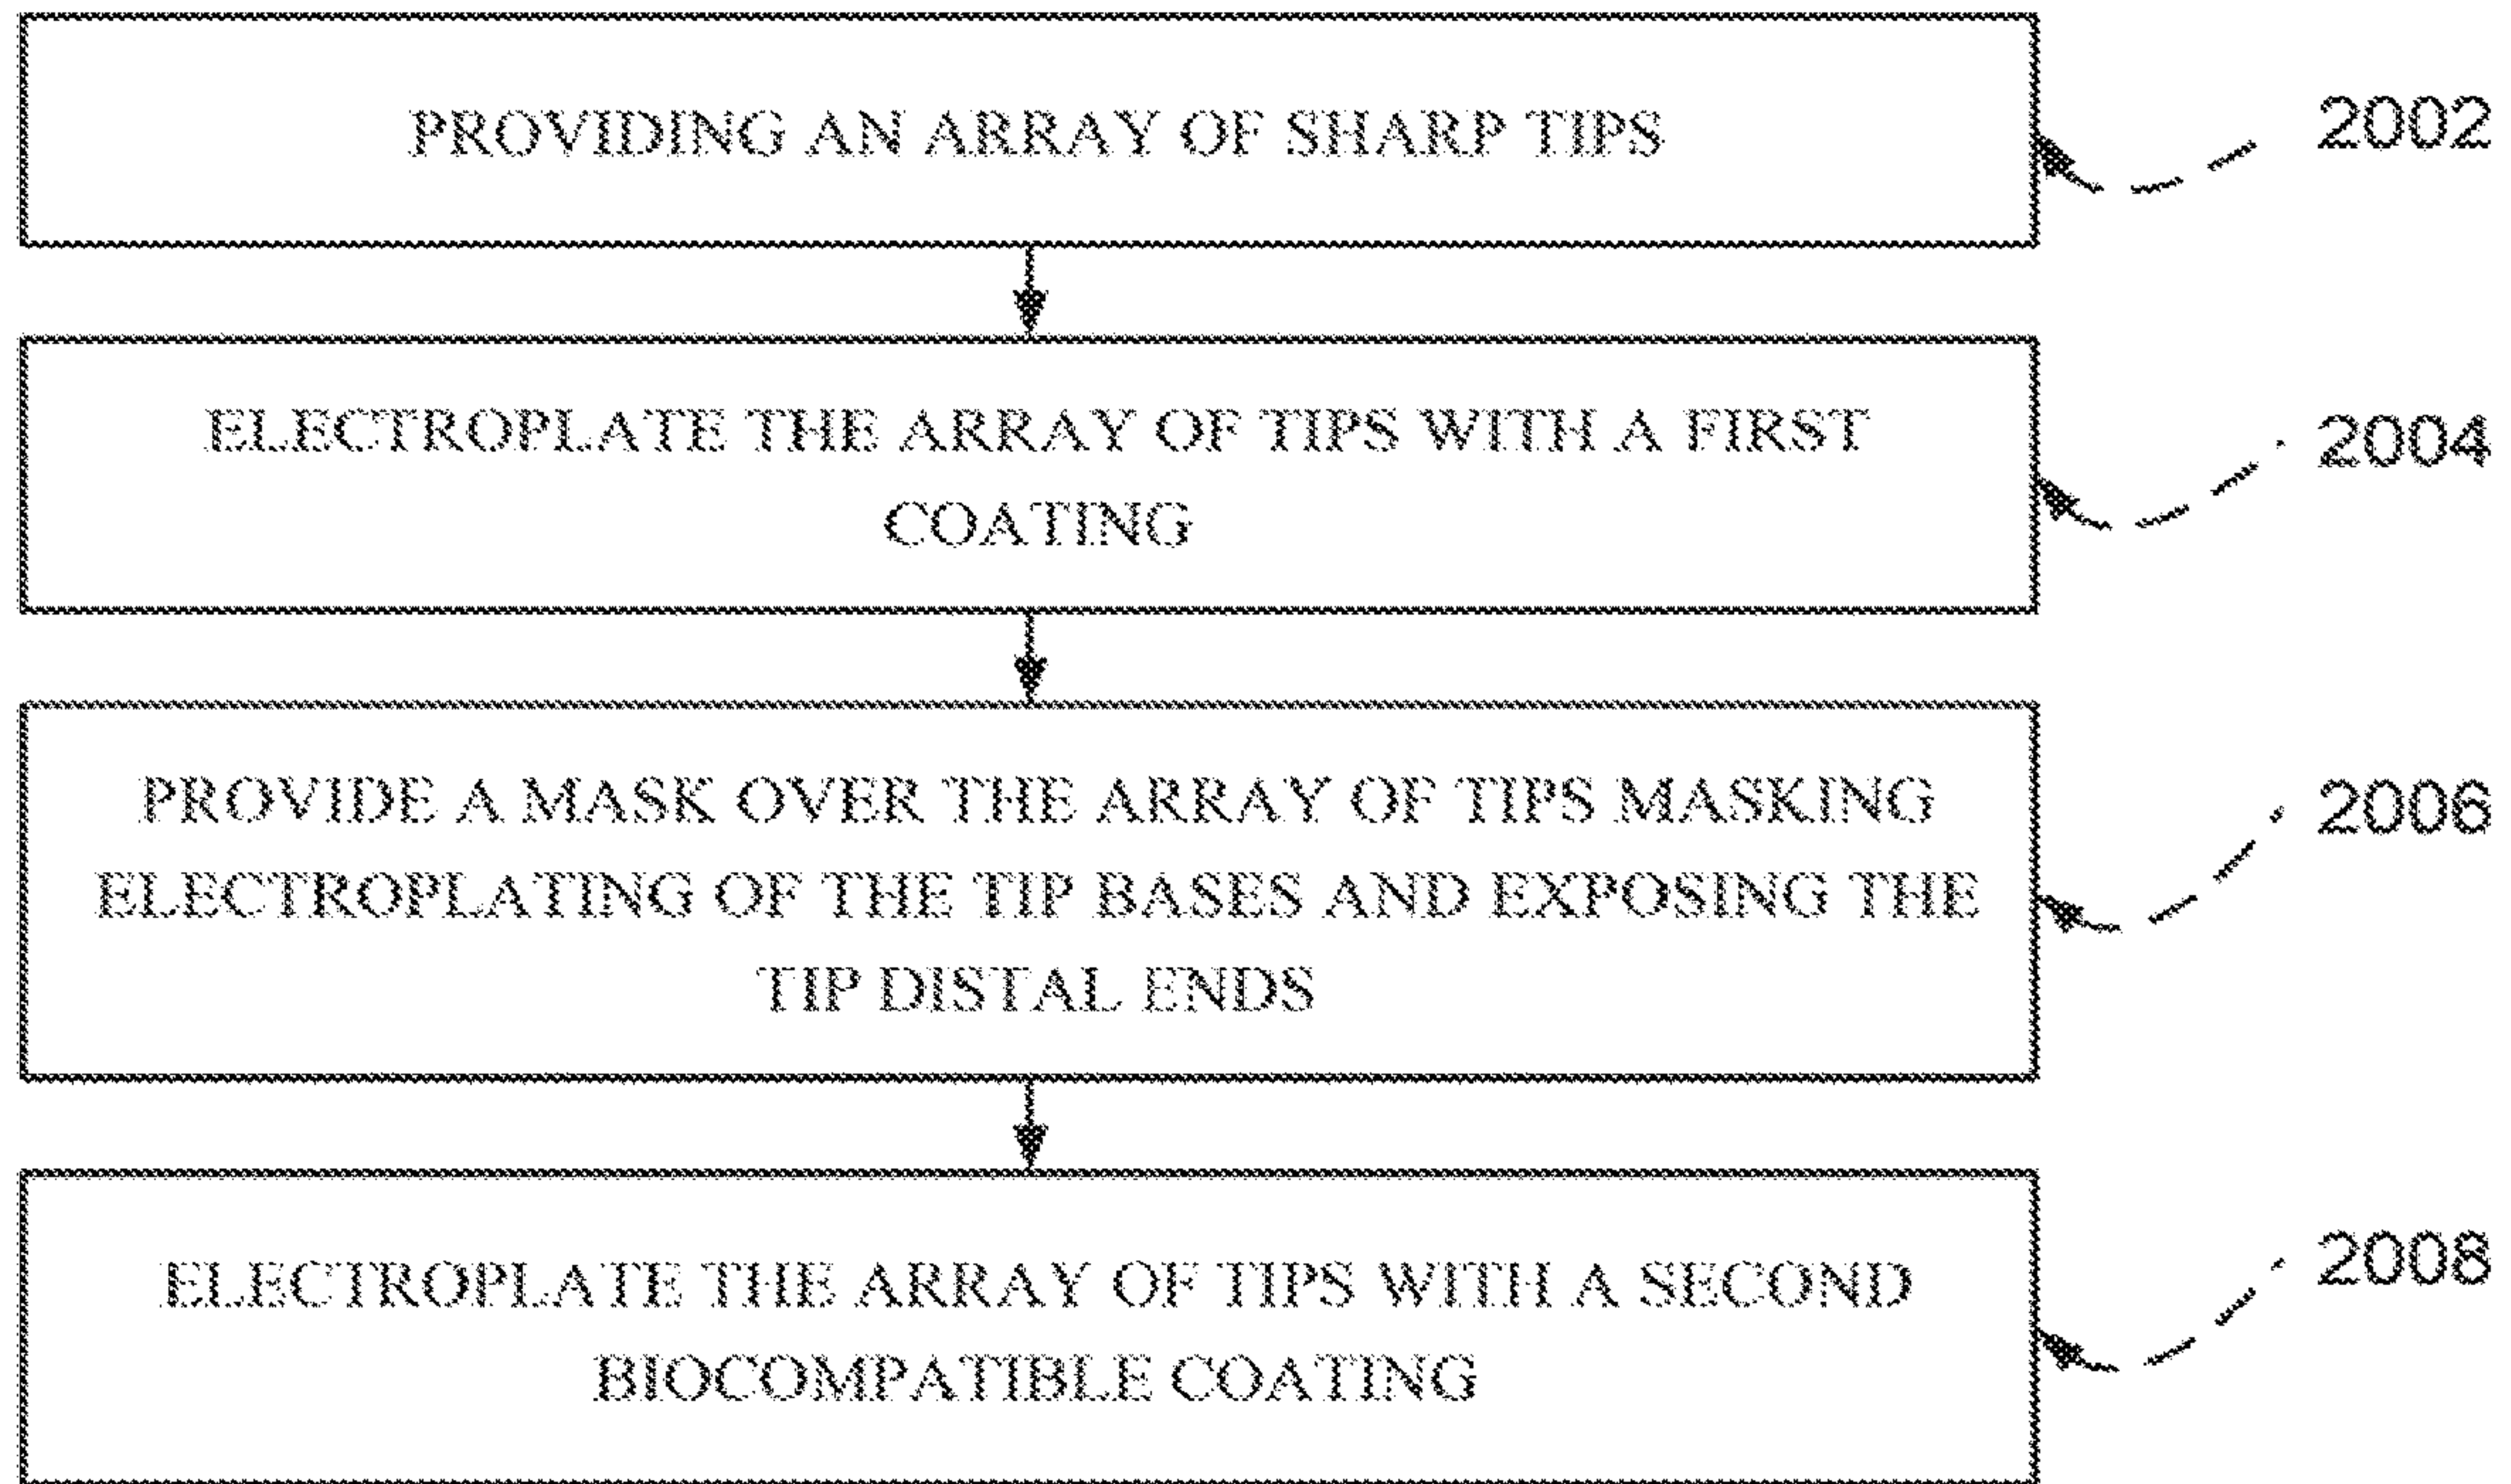 PROVIDING AN ARRAY OF SHARP TIPS
2002
ELECTROPLATE THE ARRAY OF TIPS WITH A FIRST
COATING
2004
PROVIDE A MASK OVER THE ARRAY OF TIPS MASKING
ELECTROPLATING OF THE TIP BASES AND EXPOSING THE
TIP DISTAL ENDS
2006
ELECTROPLATE THE ARRAY OF TIPS WITH A SECOND
BIOCOMPATIBLE COATING
2008